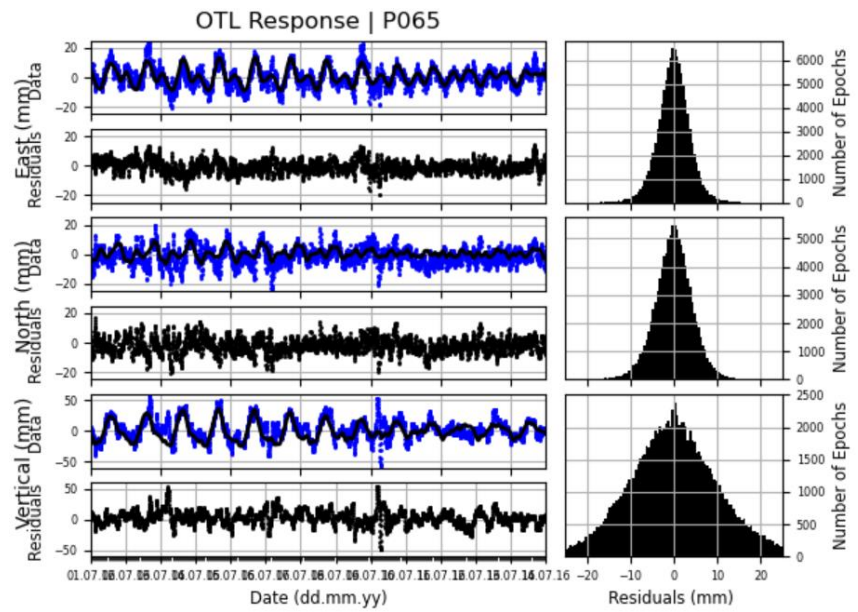 OTL Response | P065
East (mm)
Data
20
0
−20
Residuals
20
0
−20
North (mm)
Data
20
0
−20
Residuals
20
0
−20
Vertical (mm)
Data
50
0
−50
Residuals
50
0
−50
Date (dd.mm.yy)
6000
5000
4000
3000
2000
1000
0
Number of Epochs
5000
4000
3000
2000
1000
0
Number of Epochs
2500
2000
1500
1000
500
0
Number of Epochs
−20 −10 0 10 20
Residuals (mm)